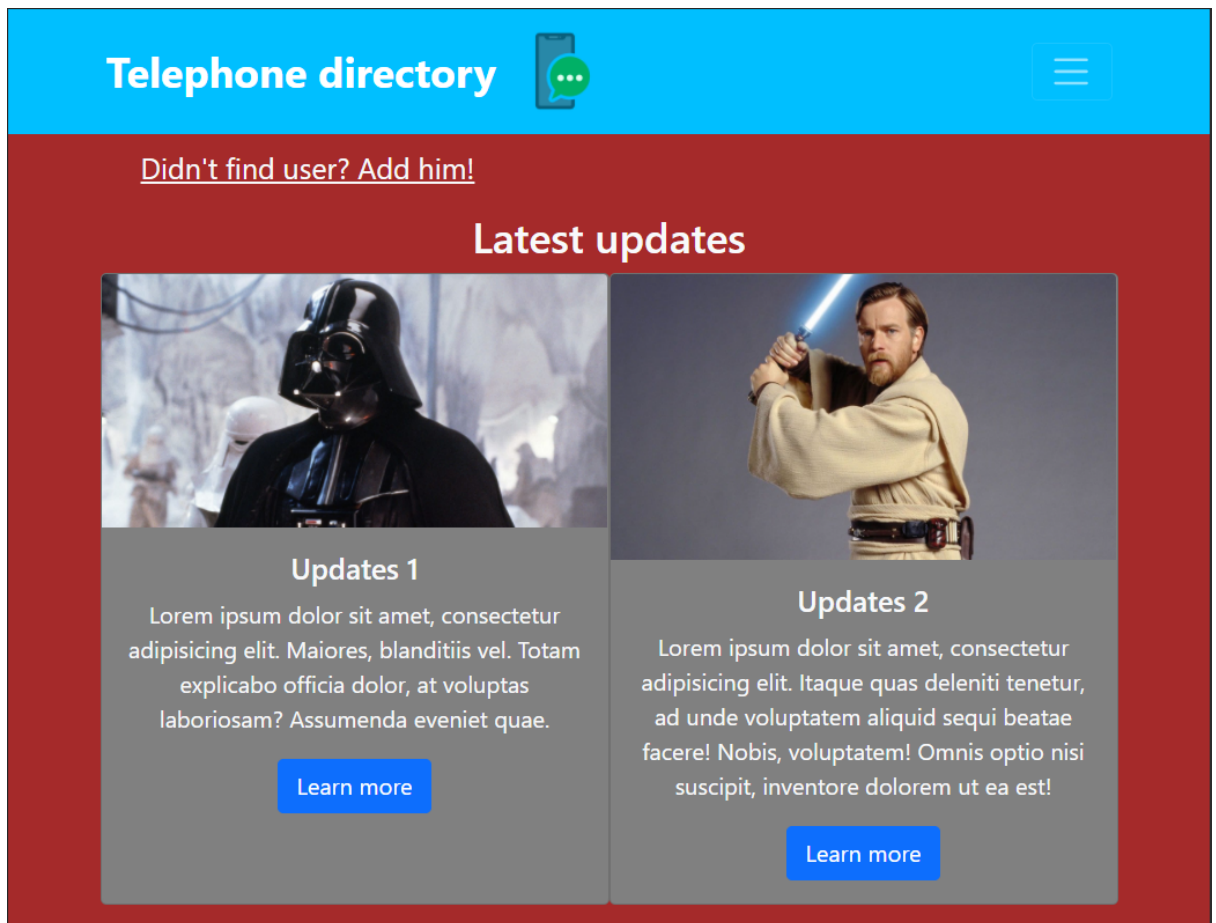 Telephone directory
Didn't find user? Add him!
Latest updates
Updates 1
Lorem ipsum dolor sit amet, consectetur
adipisicing elit. Maiores, blanditiis vel. Totam
explicabo officia dolor, at voluptas
laboriosam? Assumenda eveniet quae.
Learn more
Updates 2
Lorem ipsum dolor sit amet, consectetur
adipisicing elit. Itaque quas deleniti tenetur,
ad unde voluptatem aliquid sequi beatae
facere! Nobis, voluptatem! Omnis optio nisi
suscipit, inventore dolorem ut ea est!
Learn more